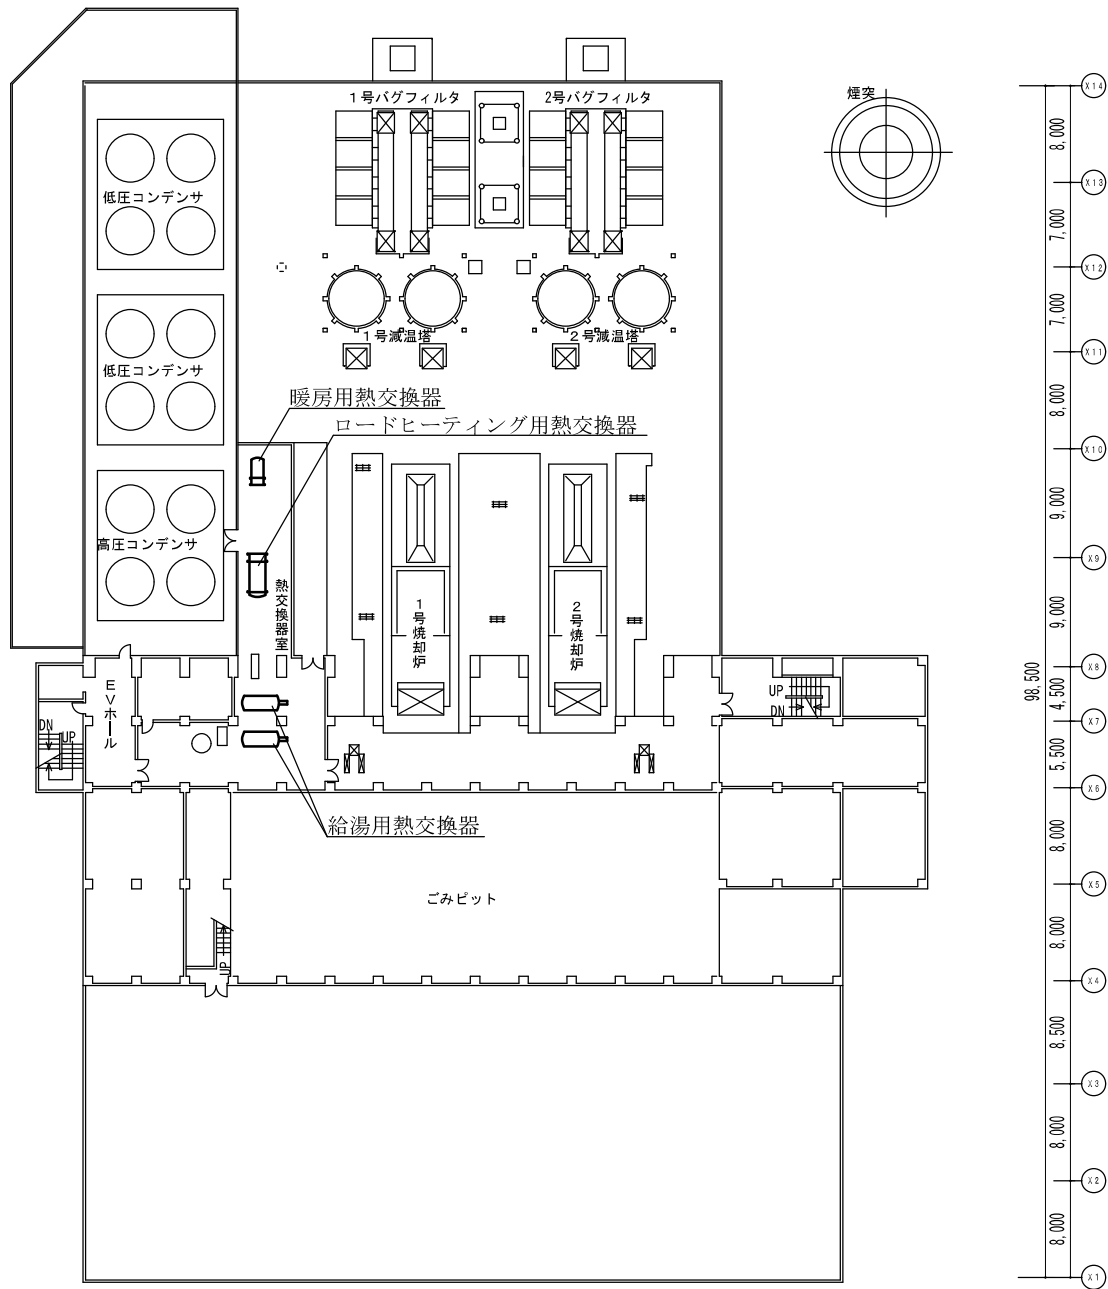 1号バグフィルタ
2号バグフィルタ
煙突
低圧コンデンサ
1号減温塔
2号減温塔
低圧コンデンサ
暖房用熱交換器
ロードヒーティング用熱交換器
高圧コンデンサ
熱交換器室
1号焼却炉
2号焼却炉
EVホール
DN
UP
UP
DN
給湯用熱交換器
ごみピット
UP
X14
8,000
X13
7,000
X12
7,000
X11
8,000
X10
9,000
X9
9,000
X8
98,500
4,500
X7
5,500
X6
8,000
X5
8,000
X4
8,500
X3
8,000
X2
8,000
X1